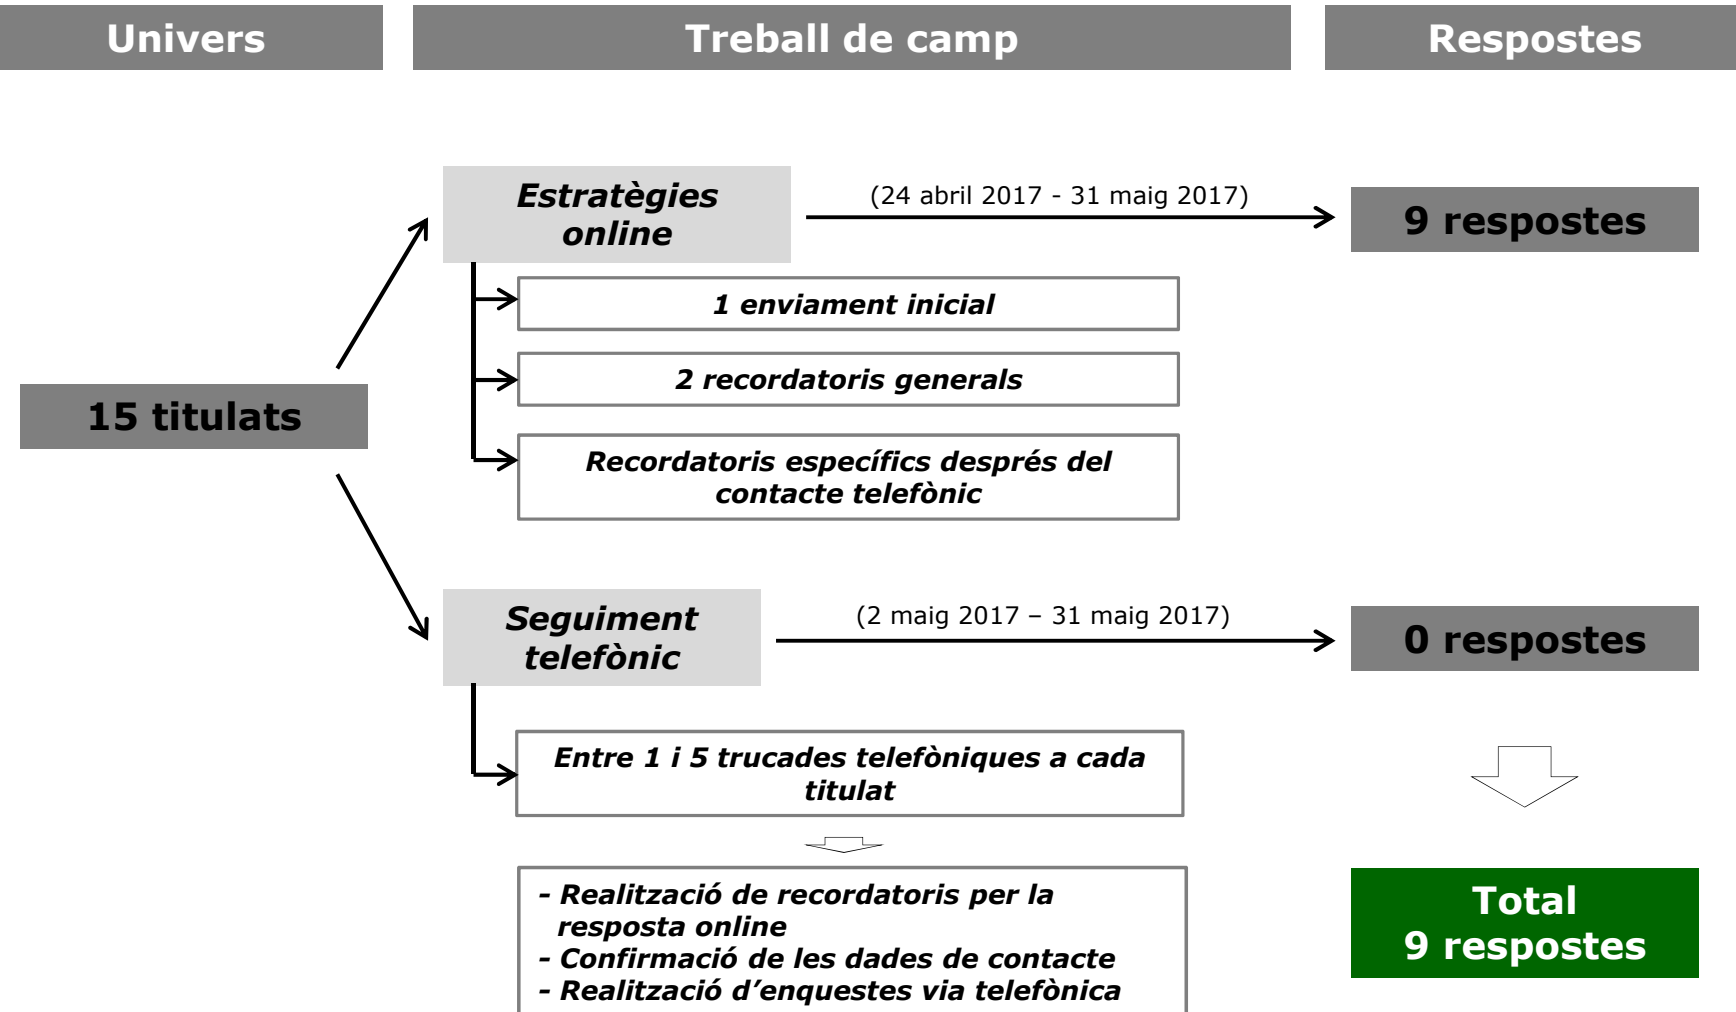 Univers
Treball de camp
Respostes
Estratègies
online
(24 abril 2017 - 31 maig 2017)
9 respostes
1 enviament inicial
2 recordatoris generals
15 titulats
Recordatoris específics després del
contacte telefònic
Seguiment
telefònic
(2 maig 2017 – 31 maig 2017)
0 respostes
Entre 1 i 5 trucades telefòniques a cada
titulat
- Realització de recordatoris per la
resposta online
- Confirmació de les dades de contacte
- Realització d’enquestes via telefònica
Total
9 respostes